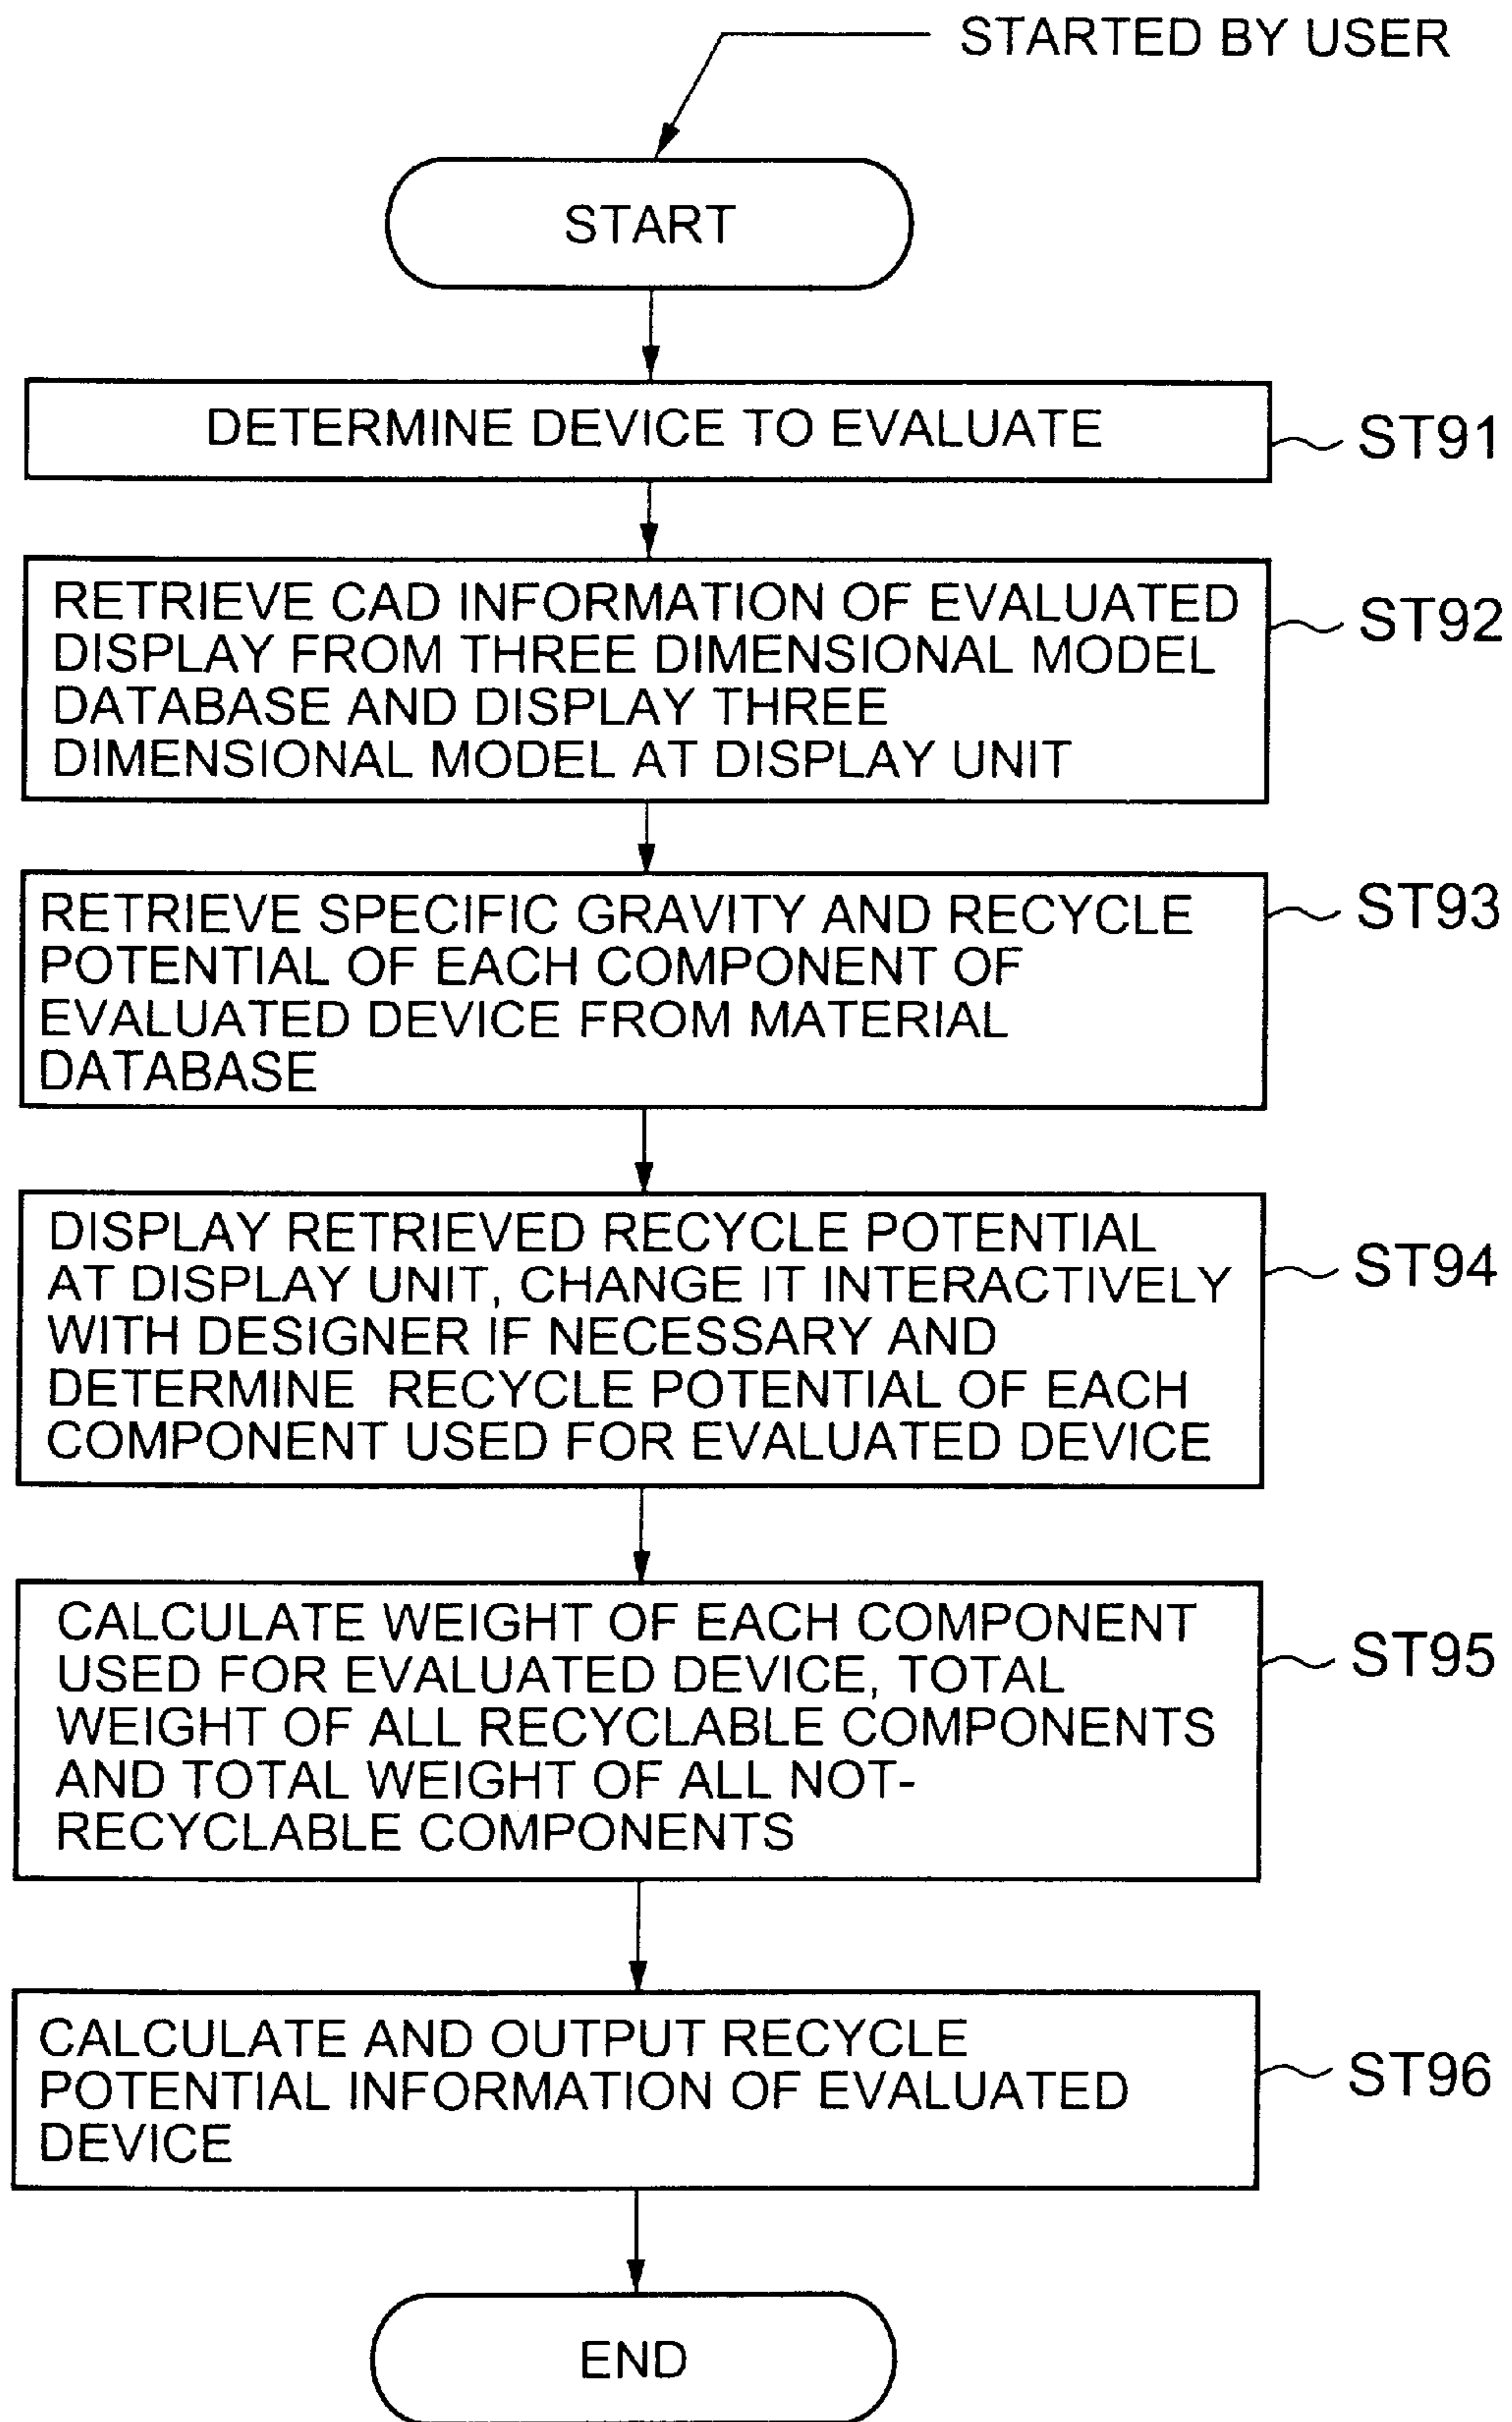 STARTED BY USER
START
DETERMINE DEVICE TO EVALUATE
ST91
RETRIEVE CAD INFORMATION OF EVALUATED
DISPLAY FROM THREE DIMENSIONAL MODEL
DATABASE AND DISPLAY THREE
DIMENSIONAL MODEL AT DISPLAY UNIT
ST92
RETRIEVE SPECIFIC GRAVITY AND RECYCLE
POTENTIAL OF EACH COMPONENT OF
EVALUATED DEVICE FROM MATERIAL
DATABASE
ST93
DISPLAY RETRIEVED RECYCLE POTENTIAL
AT DISPLAY UNIT, CHANGE IT INTERACTIVELY
WITH DESIGNER IF NECESSARY AND
DETERMINE RECYCLE POTENTIAL OF EACH
COMPONENT USED FOR EVALUATED DEVICE
ST94
CALCULATE WEIGHT OF EACH COMPONENT
USED FOR EVALUATED DEVICE, TOTAL
WEIGHT OF ALL RECYCLABLE COMPONENTS
AND TOTAL WEIGHT OF ALL NOT-
RECYCLABLE COMPONENTS
ST95
CALCULATE AND OUTPUT RECYCLE
POTENTIAL INFORMATION OF EVALUATED
DEVICE
ST96
END